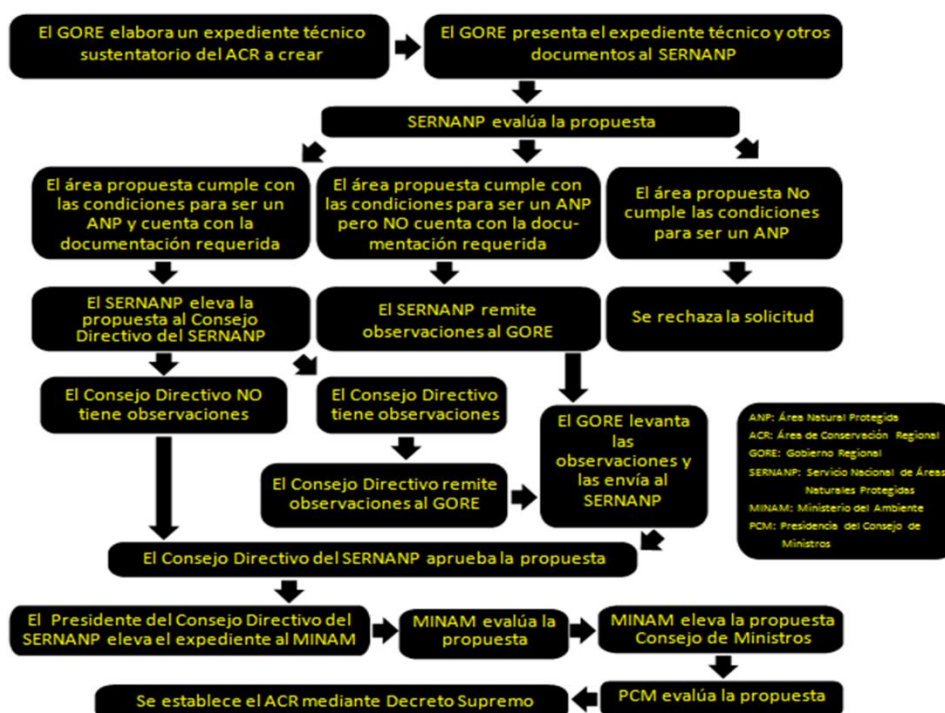 El GORE elabora un expediente técnico
sustentatorio del ACR a crear
El GORE presenta el expediente técnico y otros
documentos al SERNANP
SERNANP evalúa la propuesta
El área propuesta cumple con
las condiciones para ser un
ANP y cuenta con la
documentación requerida
El área propuesta cumple con
las condiciones para ser un ANP
pero NO cuenta con la docu-
mentación requerida
El área propuesta No
cumple las condiciones
para ser un ANP
El SERNANP eleva la
propuesta al Consejo
Directivo del SERNANP
El SERNANP remite
observaciones al GORE
Se rechaza la solicitud
El Consejo Directivo NO
tiene observaciones
El Consejo Directivo
tiene observaciones
El GORE levanta
las
observaciones y
las envía al
SERNANP
El Consejo Directivo remite
observaciones al GORE
ANP: Área Natural Protegida
ACR: Área de Conservación Regional
GORE: Gobierno Regional
SERNANP: Servicio Nacional de Áreas
Naturales Protegidas
MINAM: Ministerio del Ambiente
PCM: Presidencia del Consejo de
Ministros
El Consejo Directivo del SERNANP aprueba la propuesta
El Presidente del Consejo Directivo del
SERNANP eleva el expediente al MINAM
MINAM evalúa la
propuesta
MINAM eleva la propuesta
Consejo de Ministros
PCM evalúa la propuesta
Se establece el ACR mediante Decreto Supremo